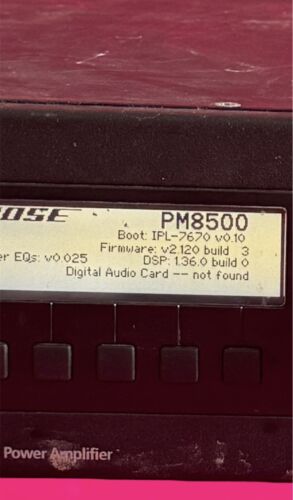 BOSE PM8500
Boot: IPL-7670 v0.10
Firmware: v2.120 build 3
er EQs: v0.025 DSP: 1.36.0 build 0
Digital Audio Card -- not found
Power Amplifier